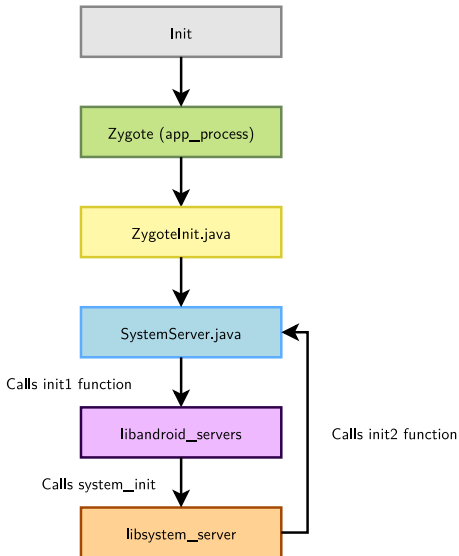 Init
Zygote (app_process)
ZygoteInit.java
SystemServer.java
Calls init1 function
libandroid_servers
Calls init2 function
Calls system_init
libsystem_server